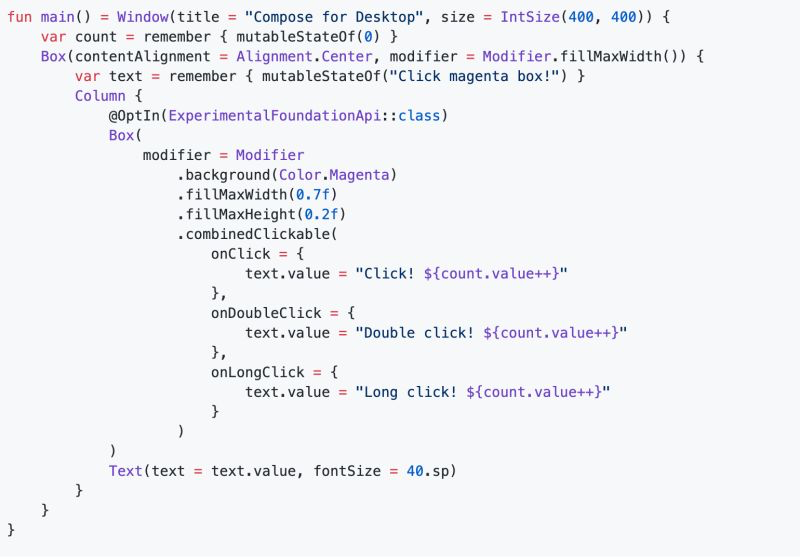 fun main() = Window(title = "Compose for Desktop", size = IntSize(400, 400)) {
    var count = remember { mutableStateOf(0) }
    Box(contentAlignment = Alignment.Center, modifier = Modifier.fillMaxWidth()) {
        var text = remember { mutableStateOf("Click magenta box!") }
        Column {
            @OptIn(ExperimentalFoundationApi::class)
            Box(
                modifier = Modifier
                    .background(Color.Magenta)
                    .fillMaxWidth(0.7f)
                    .fillMaxHeight(0.2f)
                    .combinedClickable(
                        onClick = {
                            text.value = "Click! ${count.value++}"
                        },
                        onDoubleClick = {
                            text.value = "Double click! ${count.value++}"
                        },
                        onLongClick = {
                            text.value = "Long click! ${count.value++}"
                        }
                    )
            )
            Text(text = text.value, fontSize = 40.sp)
        }
    }
}